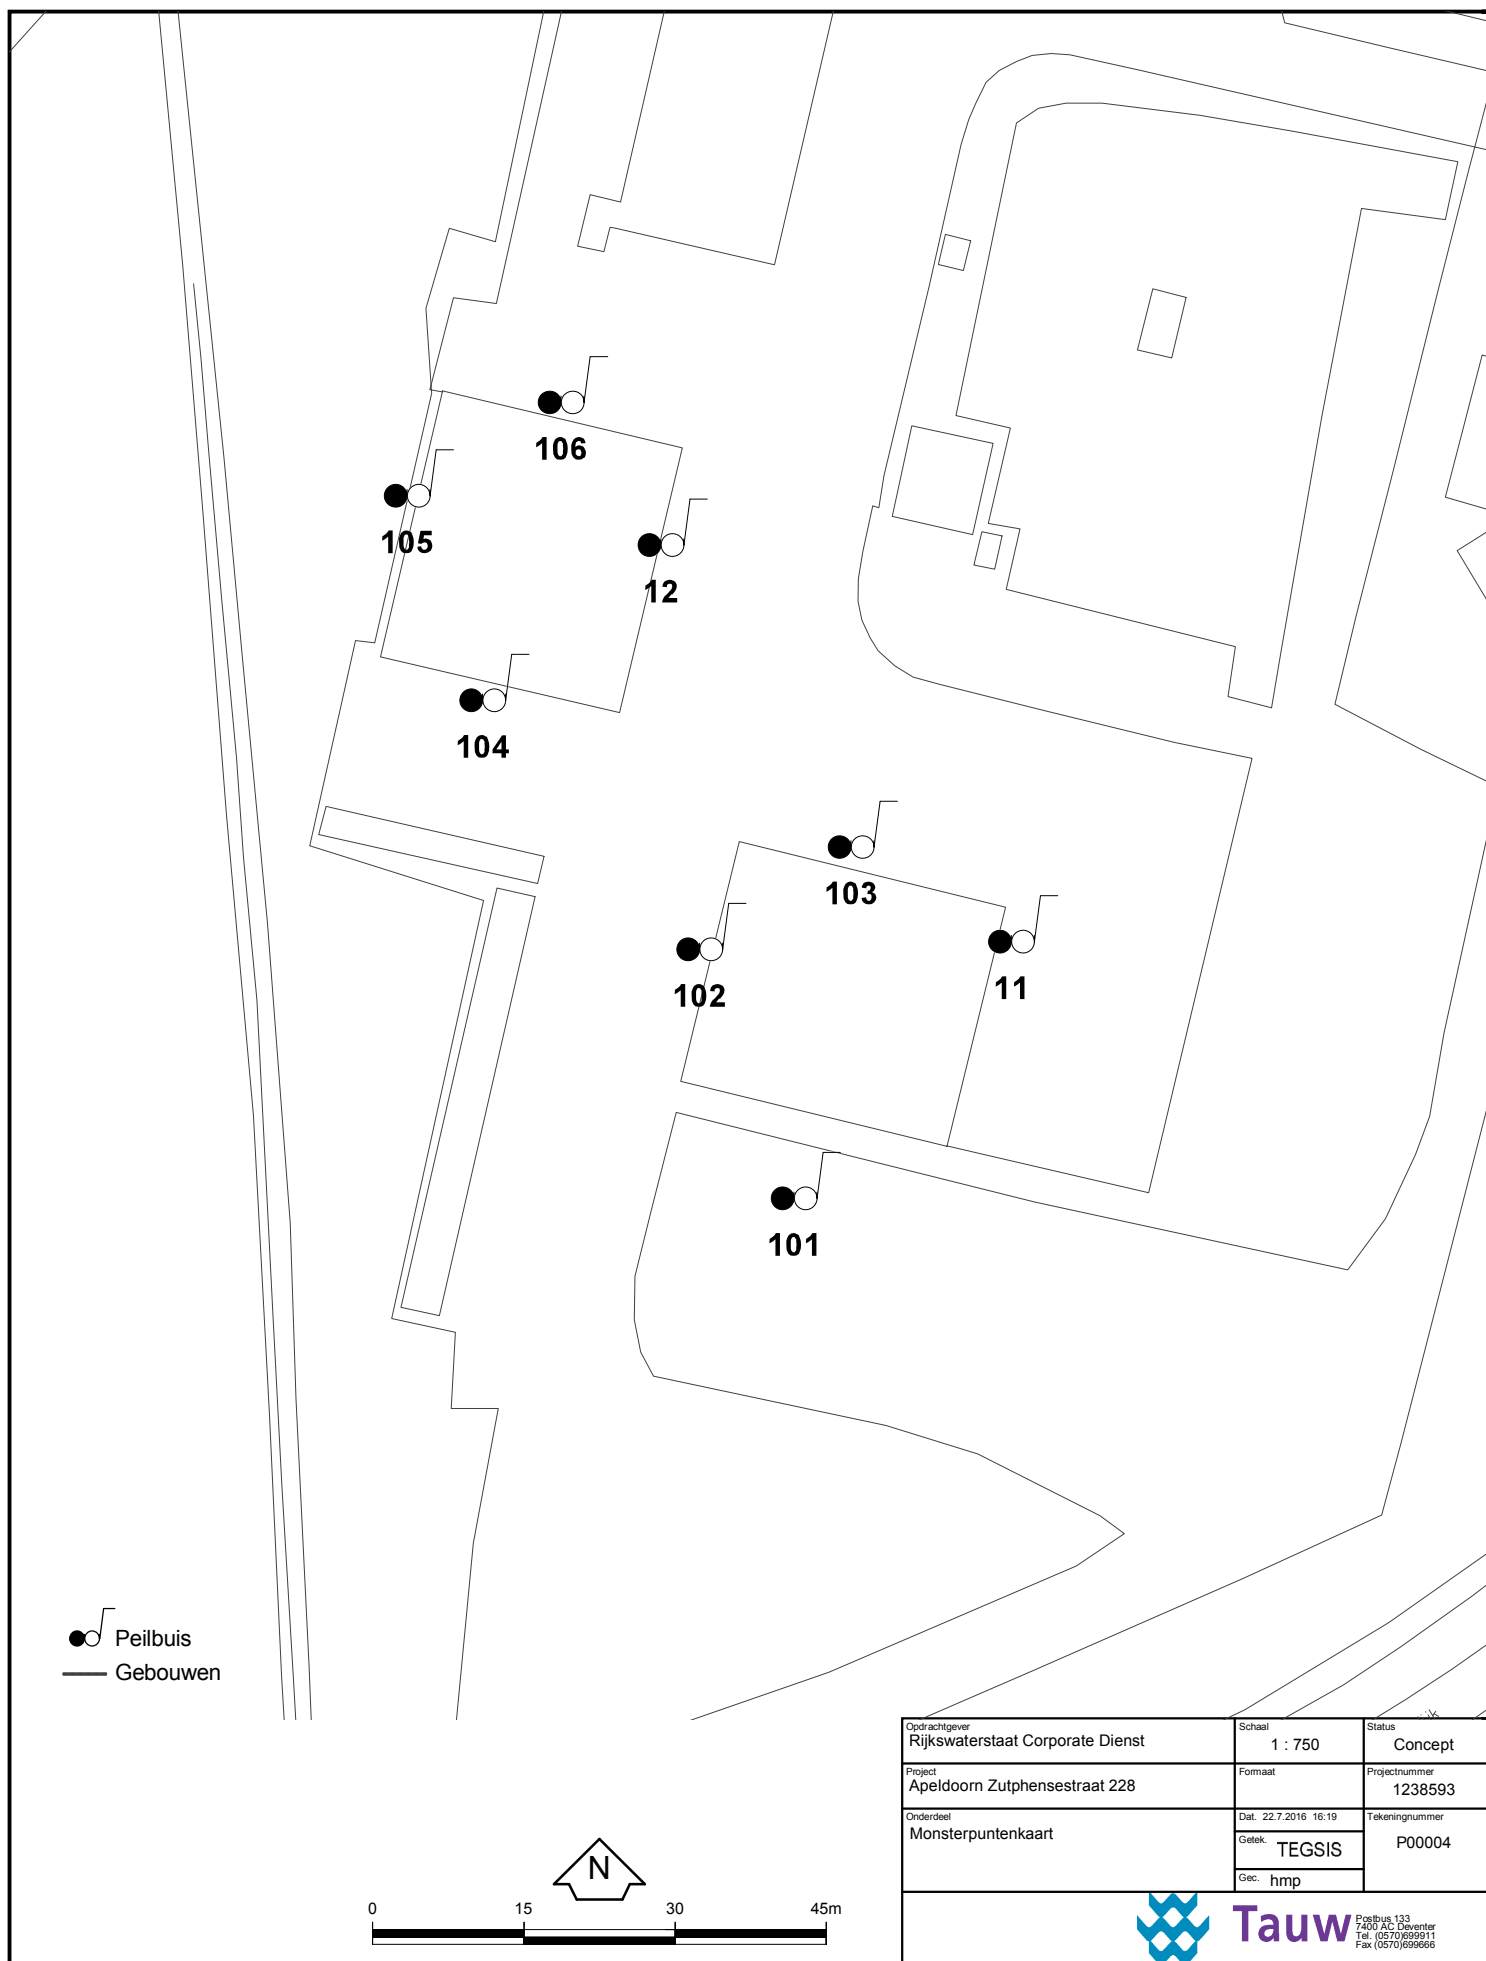 106
105
12
104
103
102
11
101
Peilbuis
Gebouwen
Opdrachtgever
Rijkswaterstaat Corporate Dienst
Schaal
1 : 750
Status
Concept
Project
Apeldoorn Zutphensestraat 228
Formaat
Projectnummer
1238593
Onderdeel
Monsterpuntenkaart
Dat. 22.7.2016 16:19
Getek. TEGSIS
Gec. hmp
Tekeningnummer
P00004
N
0 15 30 45m
Tauw
Postbus 133
7400 AC Deventer
Tel. (0570)699911
Fax (0570)699666